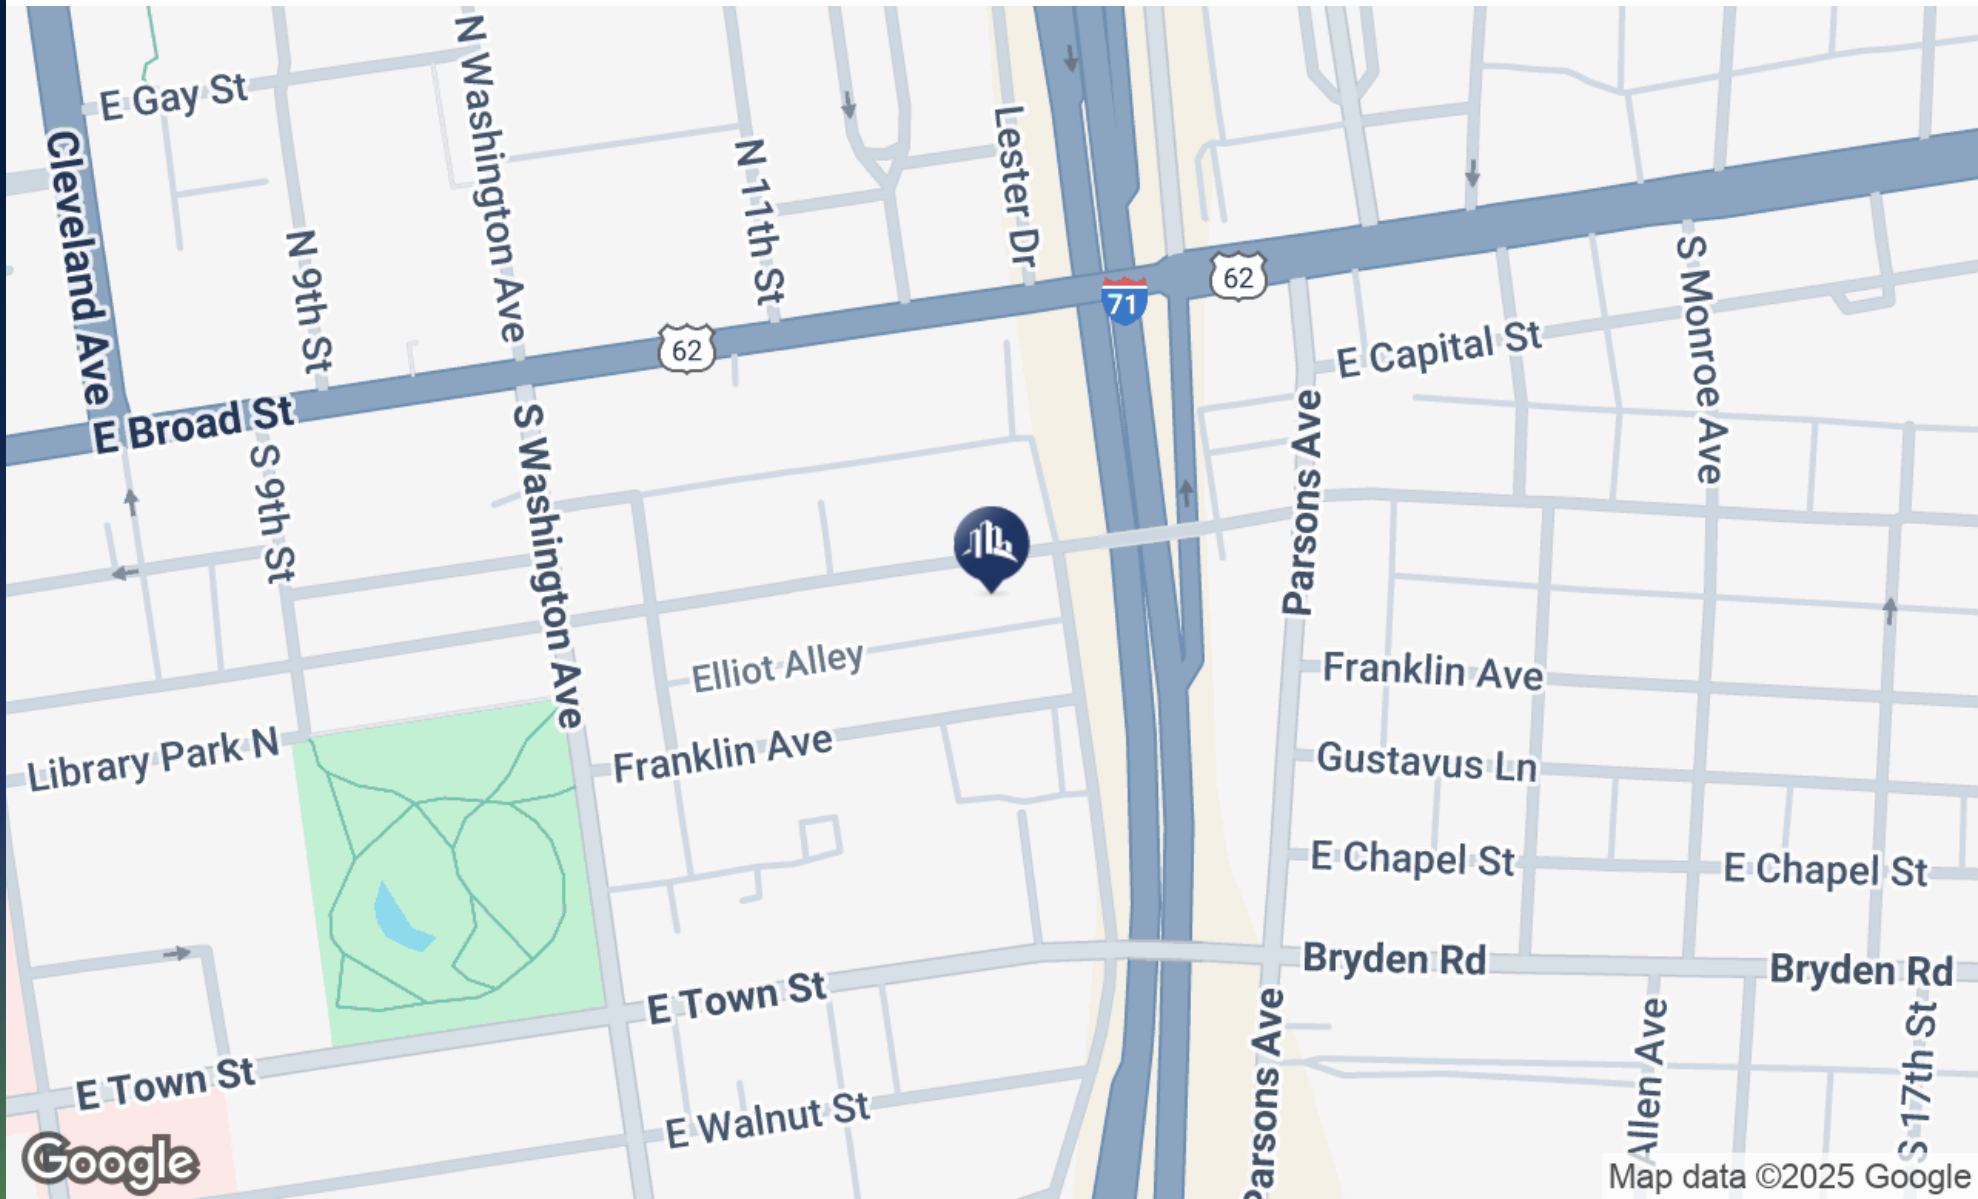 E Gay St
N Washington Ave
Cleveland Ave
N 9th St
N 11th St
Lester Dr
71
62
62
S Monroe Ave
E Capital St
E Broad St
S 9th St
S Washington Ave
Parsons Ave
Elliot Alley
Franklin Ave
Library Park N
Franklin Ave
Gustavus Ln
E Chapel St
E Chapel St
Bryden Rd
Bryden Rd
E Town St
E Town St
E Walnut St
Parsons Ave
Allen Ave
S 17th St
Google
Map data ©2025 Google